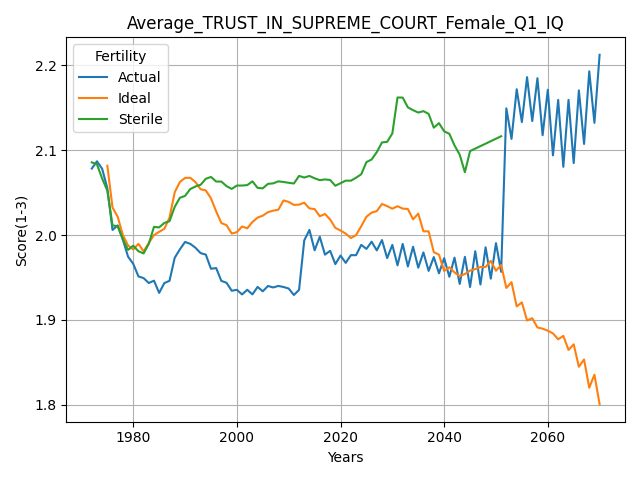 Average_TRUST_IN_SUPREME_COURT_Female_Q1_IQ
Fertility
Actual
Ideal
Sterile
Score(1-3)
2.2
2.1
2.0
1.9
1.8
1980
2000
2020
2040
2060
Years